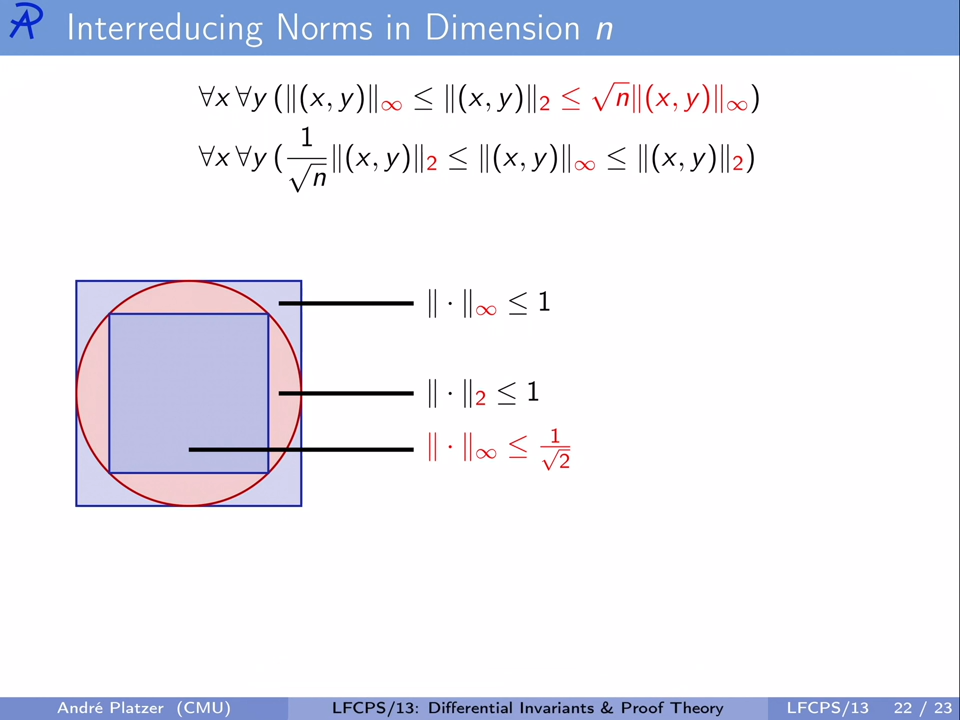 Interreducing Norms in Dimension n
∀x ∀y (‖(x, y)‖∞ ≤ ‖(x, y)‖₂ ≤ √n‖(x, y)‖∞)
∀x ∀y (1/√n ‖(x, y)‖₂ ≤ ‖(x, y)‖∞ ≤ ‖(x, y)‖₂)
‖ · ‖∞ ≤ 1
‖ · ‖₂ ≤ 1
‖ · ‖∞ ≤ 1/√2
André Platzer (CMU) LFCPS/13: Differential Invariants & Proof Theory LFCPS/13 22 / 23